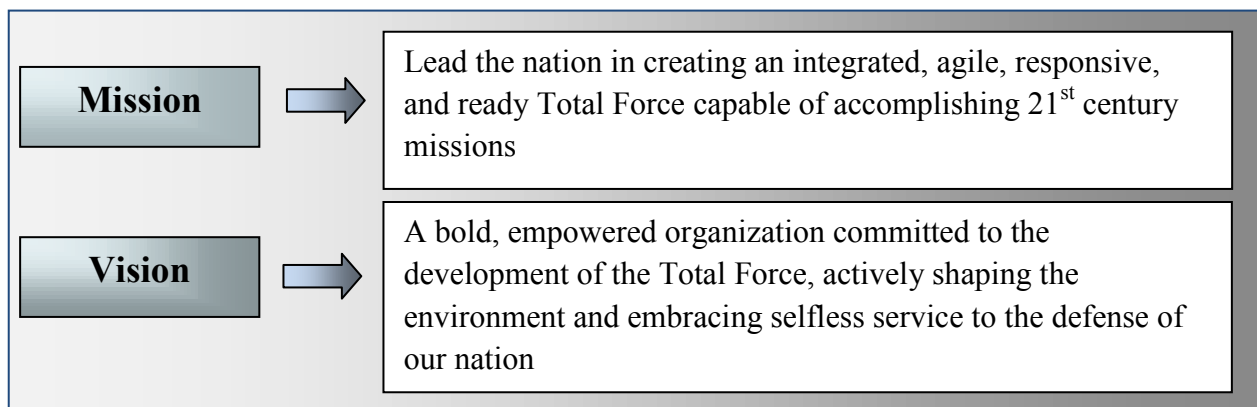 Mission
Lead the nation in creating an integrated, agile, responsive,
and ready Total Force capable of accomplishing 21st century
missions
Vision
A bold, empowered organization committed to the
development of the Total Force, actively shaping the
environment and embracing selfless service to the defense of
our nation